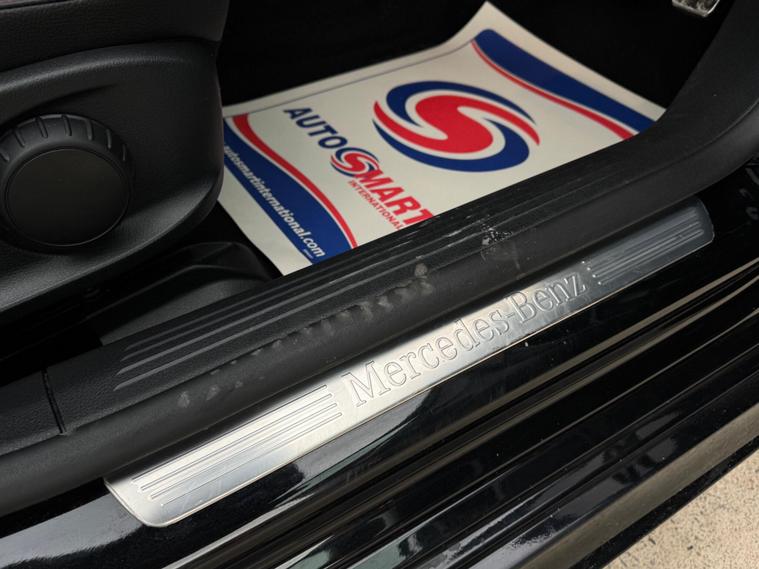 AUTOSMART
INTERNATIONAL
autosmartinternational.com
Mercedes-Benz